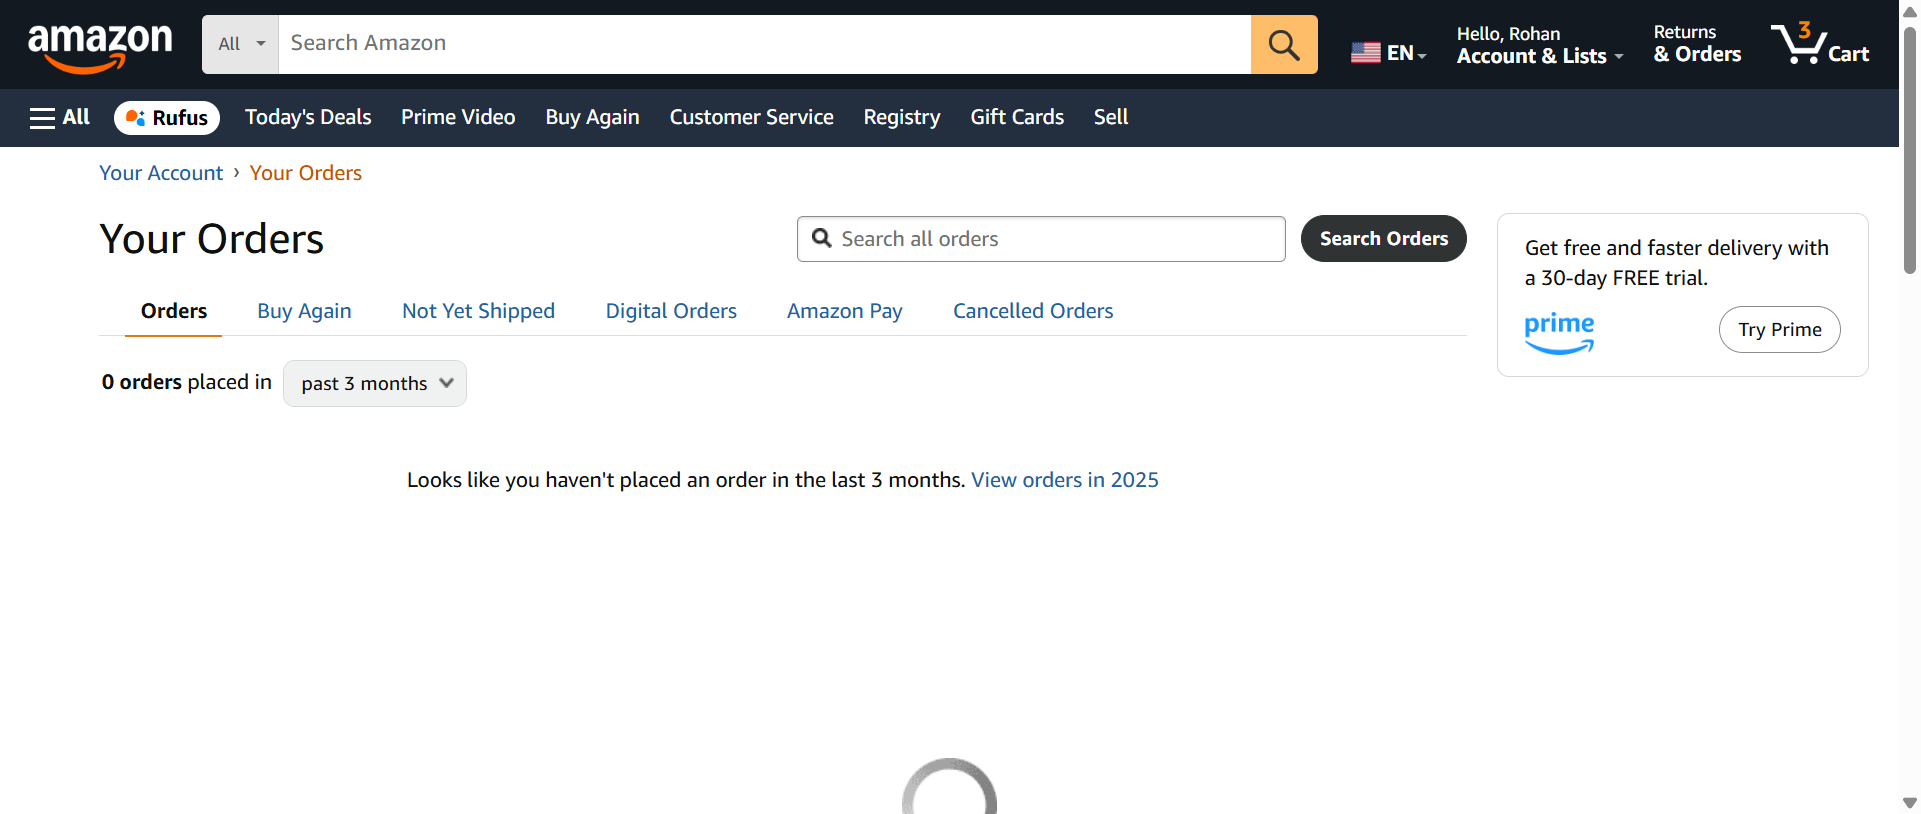 amazon
All
Search Amazon
EN
Hello, Rohan
Account & Lists
Returns
& Orders
3
Cart
All
Rufus
Today's Deals
Prime Video
Buy Again
Customer Service
Registry
Gift Cards
Sell
Your Account › Your Orders
Your Orders
Search all orders
Search Orders
Get free and faster delivery with
a 30-day FREE trial.
prime
Try Prime
Orders
Buy Again
Not Yet Shipped
Digital Orders
Amazon Pay
Cancelled Orders
0 orders placed in
past 3 months
Looks like you haven't placed an order in the last 3 months. View orders in 2025